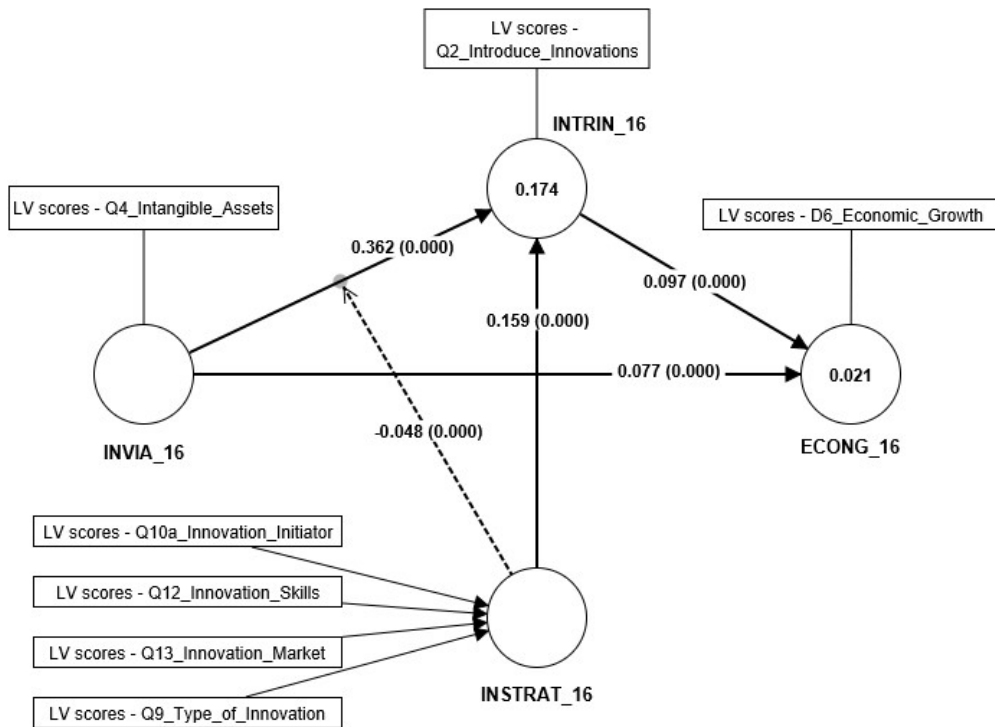 LV scores -
Q2_Introduce_Innovations
INTRIN_16
0.174
LV scores - Q4_Intangible_Assets
LV scores - D6_Economic_Growth
0.362 (0.000)
0.097 (0.000)
0.159 (0.000)
0.077 (0.000)
0.021
-0.048 (0.000)
INVIA_16
ECONG_16
LV scores - Q10a_Innovation_Initiator
LV scores - Q12_Innovation_Skills
LV scores - Q13_Innovation_Market
LV scores - Q9_Type_of_Innovation
INSTRAT_16